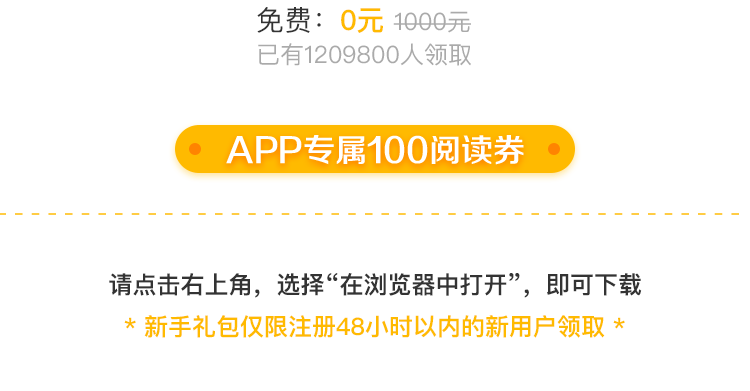 免费：0元 1000元
已有1209800人领取
APP专属100阅读券
请点击右上角，选择“在浏览器中打开”，即可下载
* 新手礼包仅限注册48小时以内的新用户领取 *